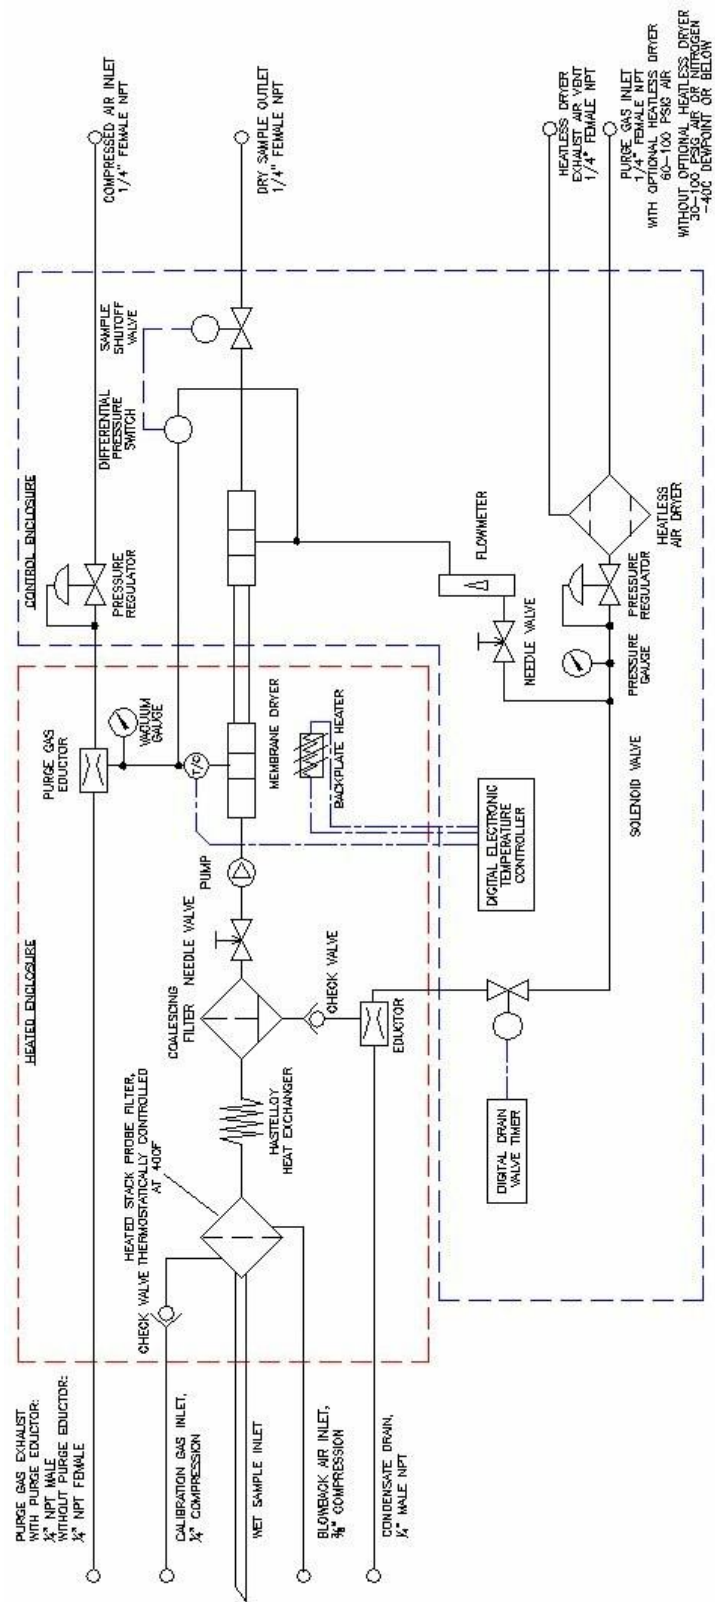 COMPRESSED AIR INLET
1/4" FEMALE NPT
DRY SAMPLE OUTLET
1/4" FEMALE NPT
HEATLESS DRYER
EXHAUST AIR VENT
1/4" FEMALE NPT
PURGE GAS INLET
1/4" FEMALE NPT
WITH OPTIONAL HEATLESS DRYER
60-100 PSIG AIR
WITHOUT OPTIONAL HEATLESS DRYER
30-100 PSIG AIR OR NITROGEN
-40C DEWPOINT OR BELOW
CONTROL ENCLOSURE
SAMPLE
SHUTOFF
VALVE
DIFFERENTIAL
PRESSURE
SWITCH
PRESSURE
REGULATOR
FLOWMETER
NEEDLE VALVE
HEATLESS
AIR DRYER
PRESSURE
REGULATOR
PRESSURE
GAUGE
SOLENOID VALVE
HEATED ENCLOSURE
PURGE GAS
EDUCTOR
VACUUM
GAUGE
T/C
MEMBRANE DRYER
BACKPLATE HEATER
DIGITAL ELECTRONIC
TEMPERATURE
CONTROLLER
PUMP
NEEDLE VALVE
COALESCING
FILTER
CHECK VALVE
EDUCTOR
HASTELLOY
HEAT EXCHANGER
HEATED STACK PROBE FILTER,
THERMOSTATICALLY CONTROLLED
AT 400F
CHECK VALVE
DIGITAL DRAIN
VALVE TIMER
PURGE GAS EXHAUST
WITH PURGE EDUCTOR:
¼" NPT MALE
WITHOUT PURGE EDUCTOR:
¼" NPT FEMALE
CALIBRATION GAS INLET,
¼" COMPRESSION
WET SAMPLE INLET
BLOWBACK AIR INLET,
⅜" COMPRESSION
CONDENSATE DRAIN,
¼" MALE NPT